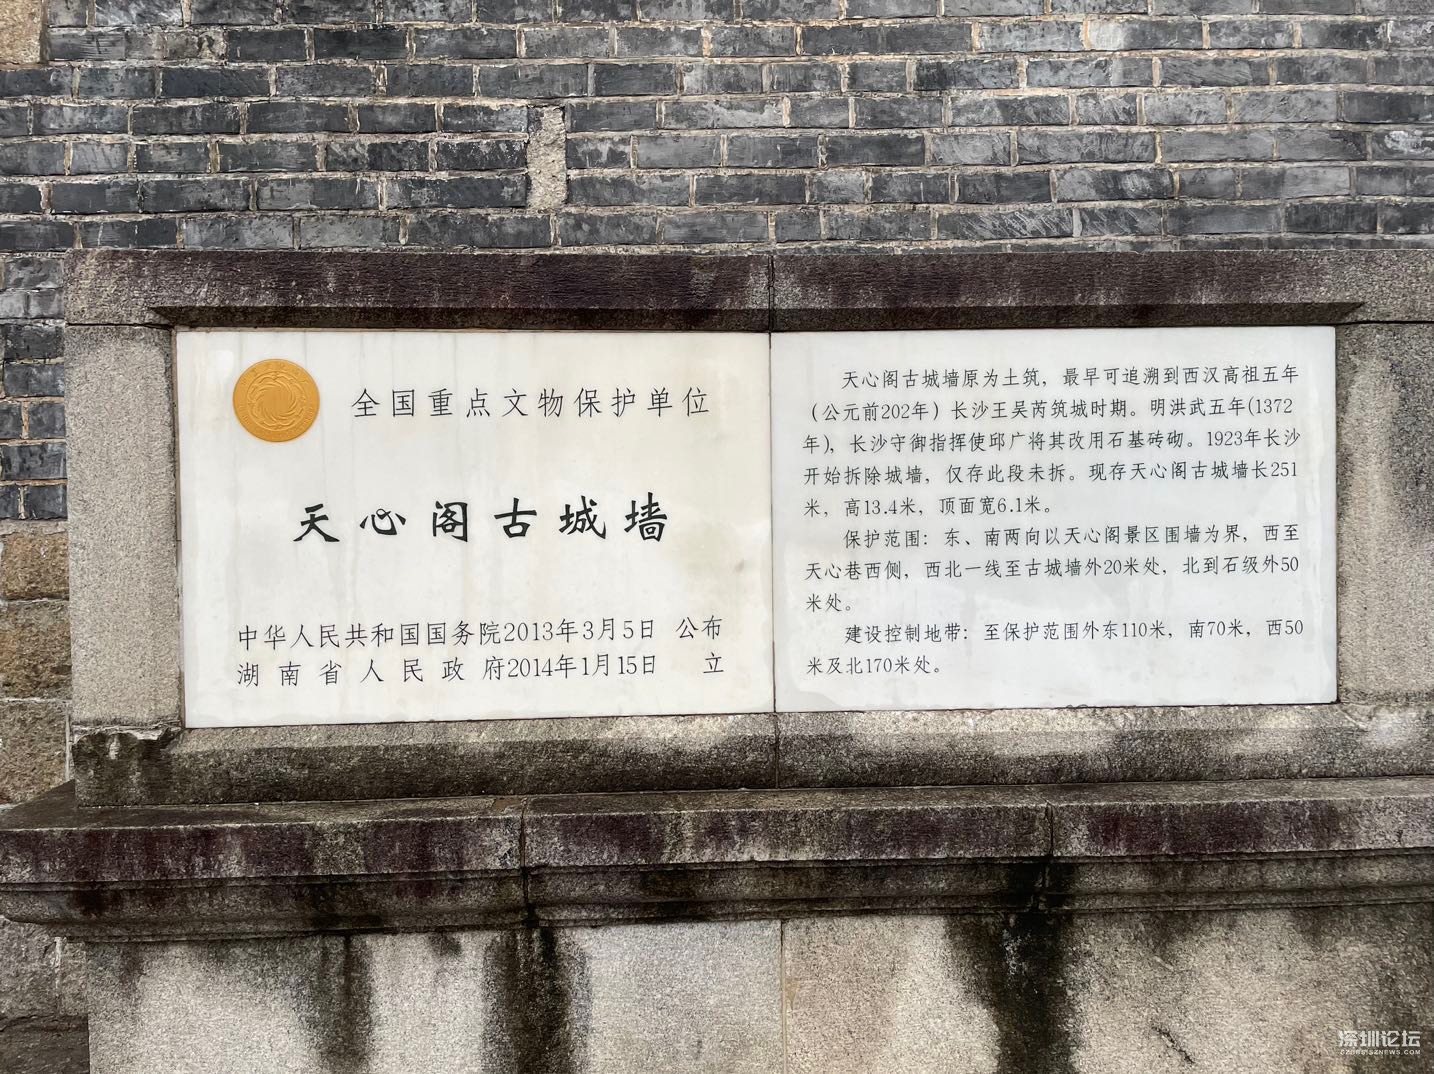 全国重点文物保护单位
天心阁古城墙
中华人民共和国国务院2013年3月5日 公布
湖南省人民政府2014年1月15日 立
天心阁古城墙原为土筑，最早可追溯到西汉高祖五年
（公元前202年）长沙王吴芮筑城时期。明洪武五年(1372
年)，长沙守御指挥使邱广将其改用石基砖砌。1923年长沙
开始拆除城墙，仅存此段未拆。现存天心阁古城墙长251
米，高13.4米，顶面宽6.1米。
保护范围：东、南两向以天心阁景区围墙为界，西至
天心巷西侧，西北一线至古城墙外20米处，北到石级外50
米处。
建设控制地带：至保护范围外东110米，南70米，西50
米及北170米处。
深圳论坛